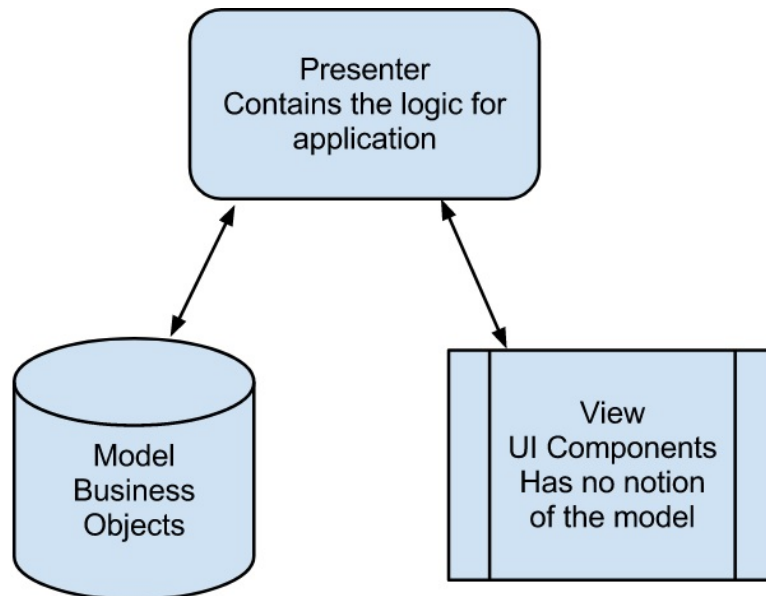 Presenter
Contains the logic for
application
Model
Business
Objects
View
UI Components
Has no notion
of the model